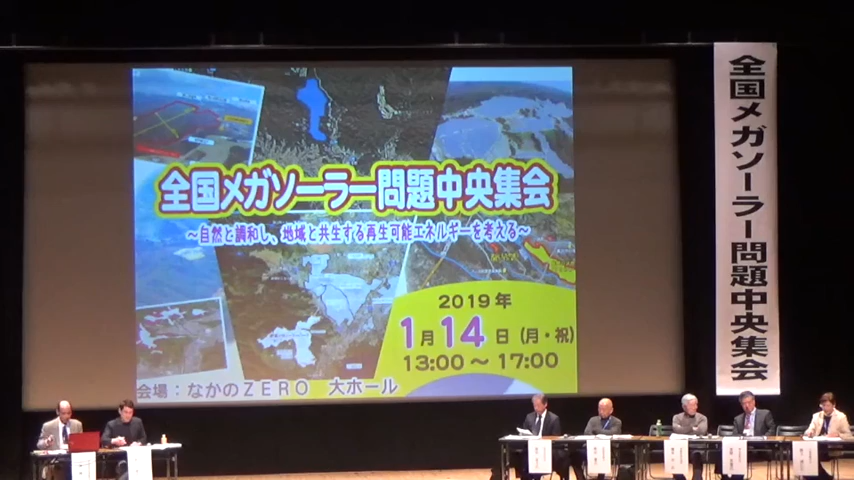 全国メガソーラー問題中央集会
～自然と調和し、地域と共生する再生可能エネルギーを考える～
2019年
1月14日（月・祝）
13:00～17:00
会場：なかのZERO 大ホール
全国メガソーラー問題中央集会